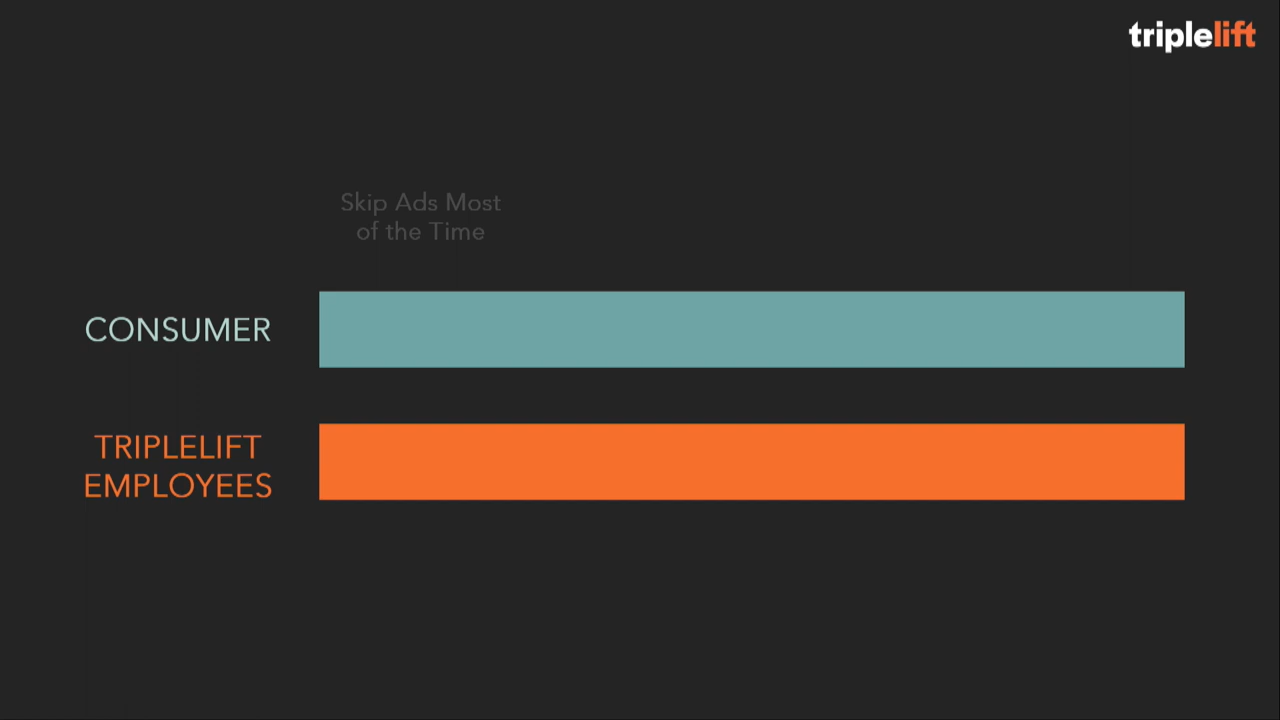 triplelift
Skip Ads Most
of the Time
CONSUMER
TRIPLELIFT
EMPLOYEES